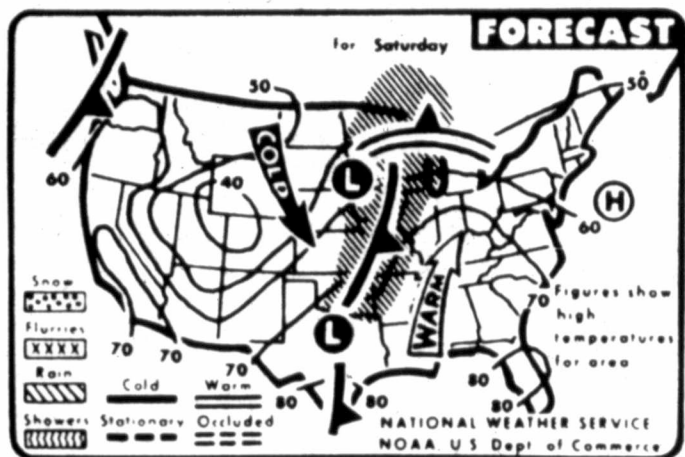 FORECAST
for Saturday
50
50
60
COLD
L
40
H
60
WARM
Snow
Flurries
Rain
Showers
70
70
70
Cold
Warm
Stationary
Occluded
L
80
80
80
80
70
Figures show
high
temperatures
for area
NATIONAL WEATHER SERVICE
NOAA U S Dept of Commerce